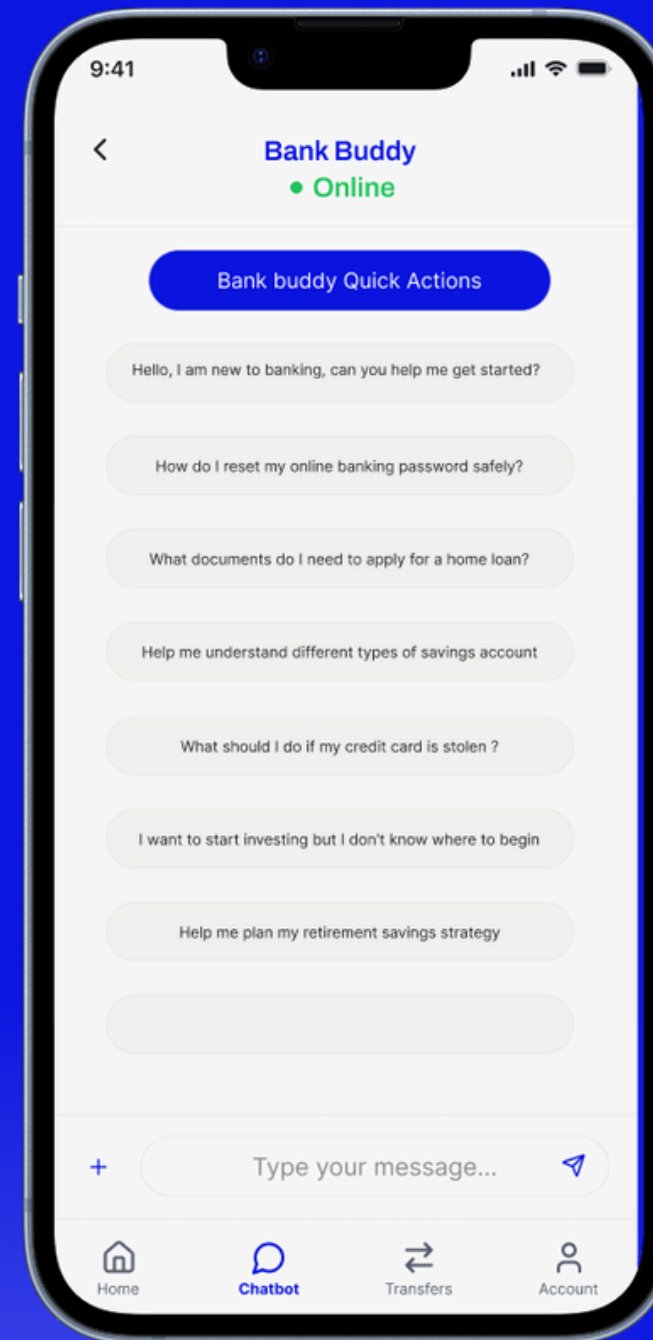 9:41
Bank Buddy
Online
Bank buddy Quick Actions
Hello, I am new to banking, can you help me get started?
How do I reset my online banking password safely?
What documents do I need to apply for a home loan?
Help me understand different types of savings account
What should I do if my credit card is stolen ?
I want to start investing but I don't know where to begin
Help me plan my retirement savings strategy
Type your message...
Home Chatbot Transfers Account